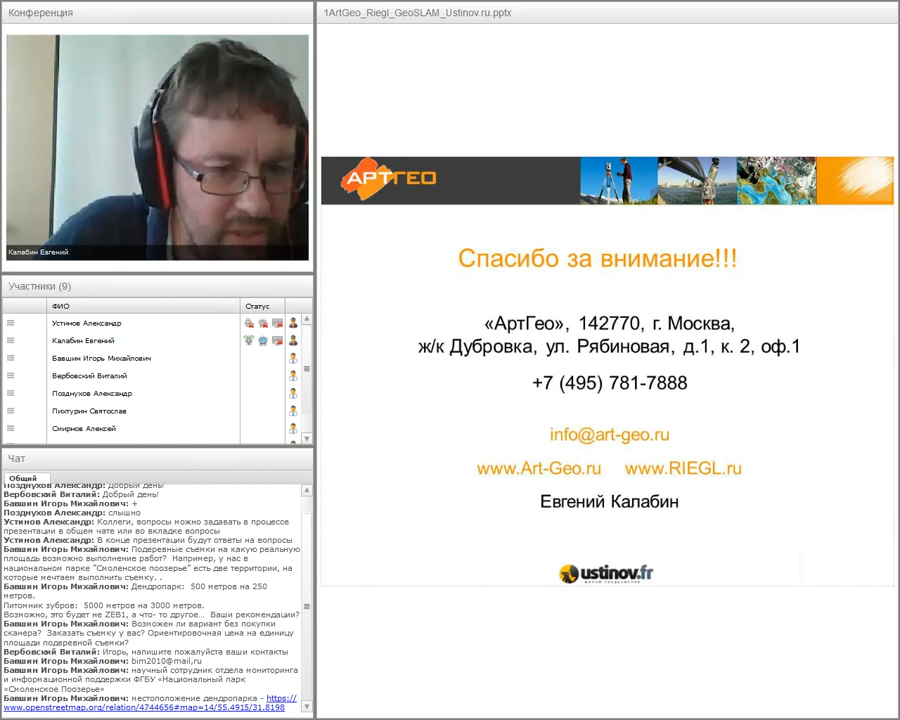 Конференция
Калабин Евгений
Участники (9)
ФИО Статус
Устинов Александр
Калабин Евгений
Бавшин Игорь Михайлович
Вербовский Виталий
Позднухов Александр
Пихтурин Святослав
Смирнов Алексей
Чат
Общий
Позднухов Александр: Добрый день!
Вербовский Виталий: Добрый день!
Бавшин Игорь Михайлович: +
Позднухов Александр: слышно
Устинов Александр: Коллеги, вопросы можно задавать в процессе
презентации в общем чате или во вкладке вопросы
Устинов Александр: В конце презентации будут ответы на вопросы
Бавшин Игорь Михайлович: Подеревные съемки на какую реальную
площадь возможно выполнение работ? Например, у нас в
национальном парке "Смоленское поозерье" есть две территории, на
которые мечтаем выполнить съемку. .
Бавшин Игорь Михайлович: Дендропарк: 500 метров на 250
метров.
Питомник зубров: 5000 метров на 3000 метров.
Возможно, это будет не ZEB1, а что- то другое... Ваши рекомендации?
Бавшин Игорь Михайлович: Возможен ли вариант без покупки
сканера? Заказать съемку у вас? Ориентировочная цена на единицу
площади подеревной съемки?
Вербовский Виталий: Игорь, напишите пожалуйста ваши контакты
Бавшин Игорь Михайлович: bim2010@mail,ru
Бавшин Игорь Михайлович: научный сотрудник отдела мониторинга
и информационной поддержки ФГБУ «Национальный парк
«Смоленское Поозерье»
Бавшин Игорь Михайлович: местоположение дендропарка - https://
www.openstreetmap.org/relation/4744656#map=14/55.4915/31.8198
1ArtGeo_Riegl_GeoSLAM_Ustinov.ru.pptx
АРТГЕО
Спасибо за внимание!!!
«АртГео», 142770, г. Москва,
ж/к Дубровка, ул. Рябиновая, д.1, к. 2, оф.1
+7 (495) 781-7888
info@art-geo.ru
www.Art-Geo.ru www.RIEGL.ru
Евгений Калабин
ustinov.fr